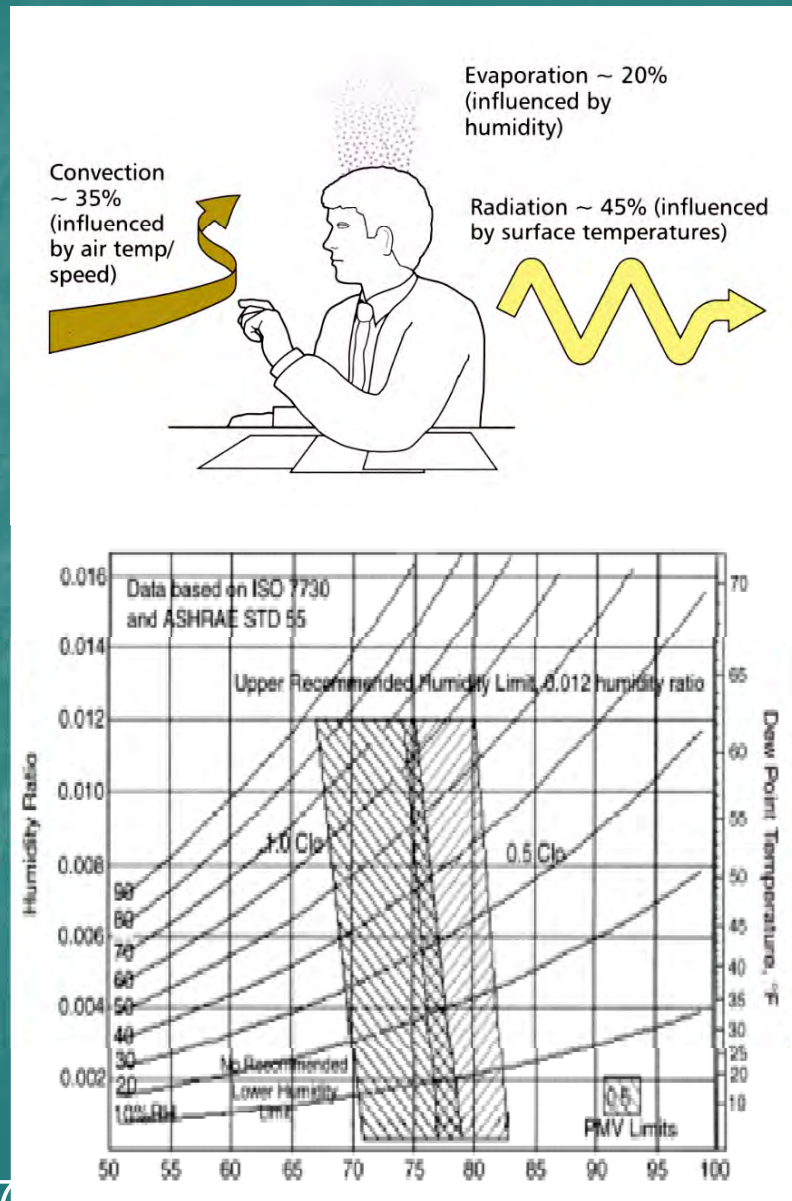 Evaporation ~ 20%
(influenced by
humidity)
Convection
~ 35%
(influenced
by air temp/
speed)
Radiation ~ 45% (influenced
by surface temperatures)
Data based on ISO 7730
and ASHRAE STD 55
Upper Recommended Humidity Limit, 0.012 humidity ratio
Humidity Ratio
0.016
0.014
0.012
0.010
0.008
0.006
0.004
0.002
90
80
70
60
50
40
30
20
10% RH
1.0 Clo
0.5 Clo
No Recommended
Lower Humidity
Limit
PMV Limits
70
65
60
55
50
45
40
35
30
25
20
10
Dew Point Temperature, °F
50
55
60
65
70
75
80
85
90
95
100
7